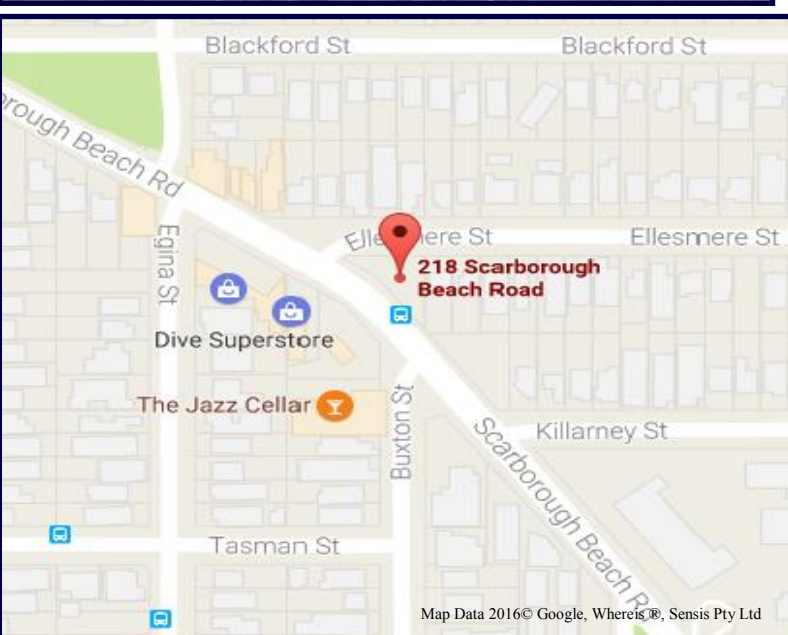 Blackford St
Blackford St
rough Beach Rd
Egina St
Ellesmere St
Ellesmere St
218 Scarborough
Beach Road
Dive Superstore
The Jazz Cellar
Buxton St
Scarborough Beach Rd
Killarney St
Tasman St
Map Data 2016© Google, Whereis ®, Sensis Pty Ltd